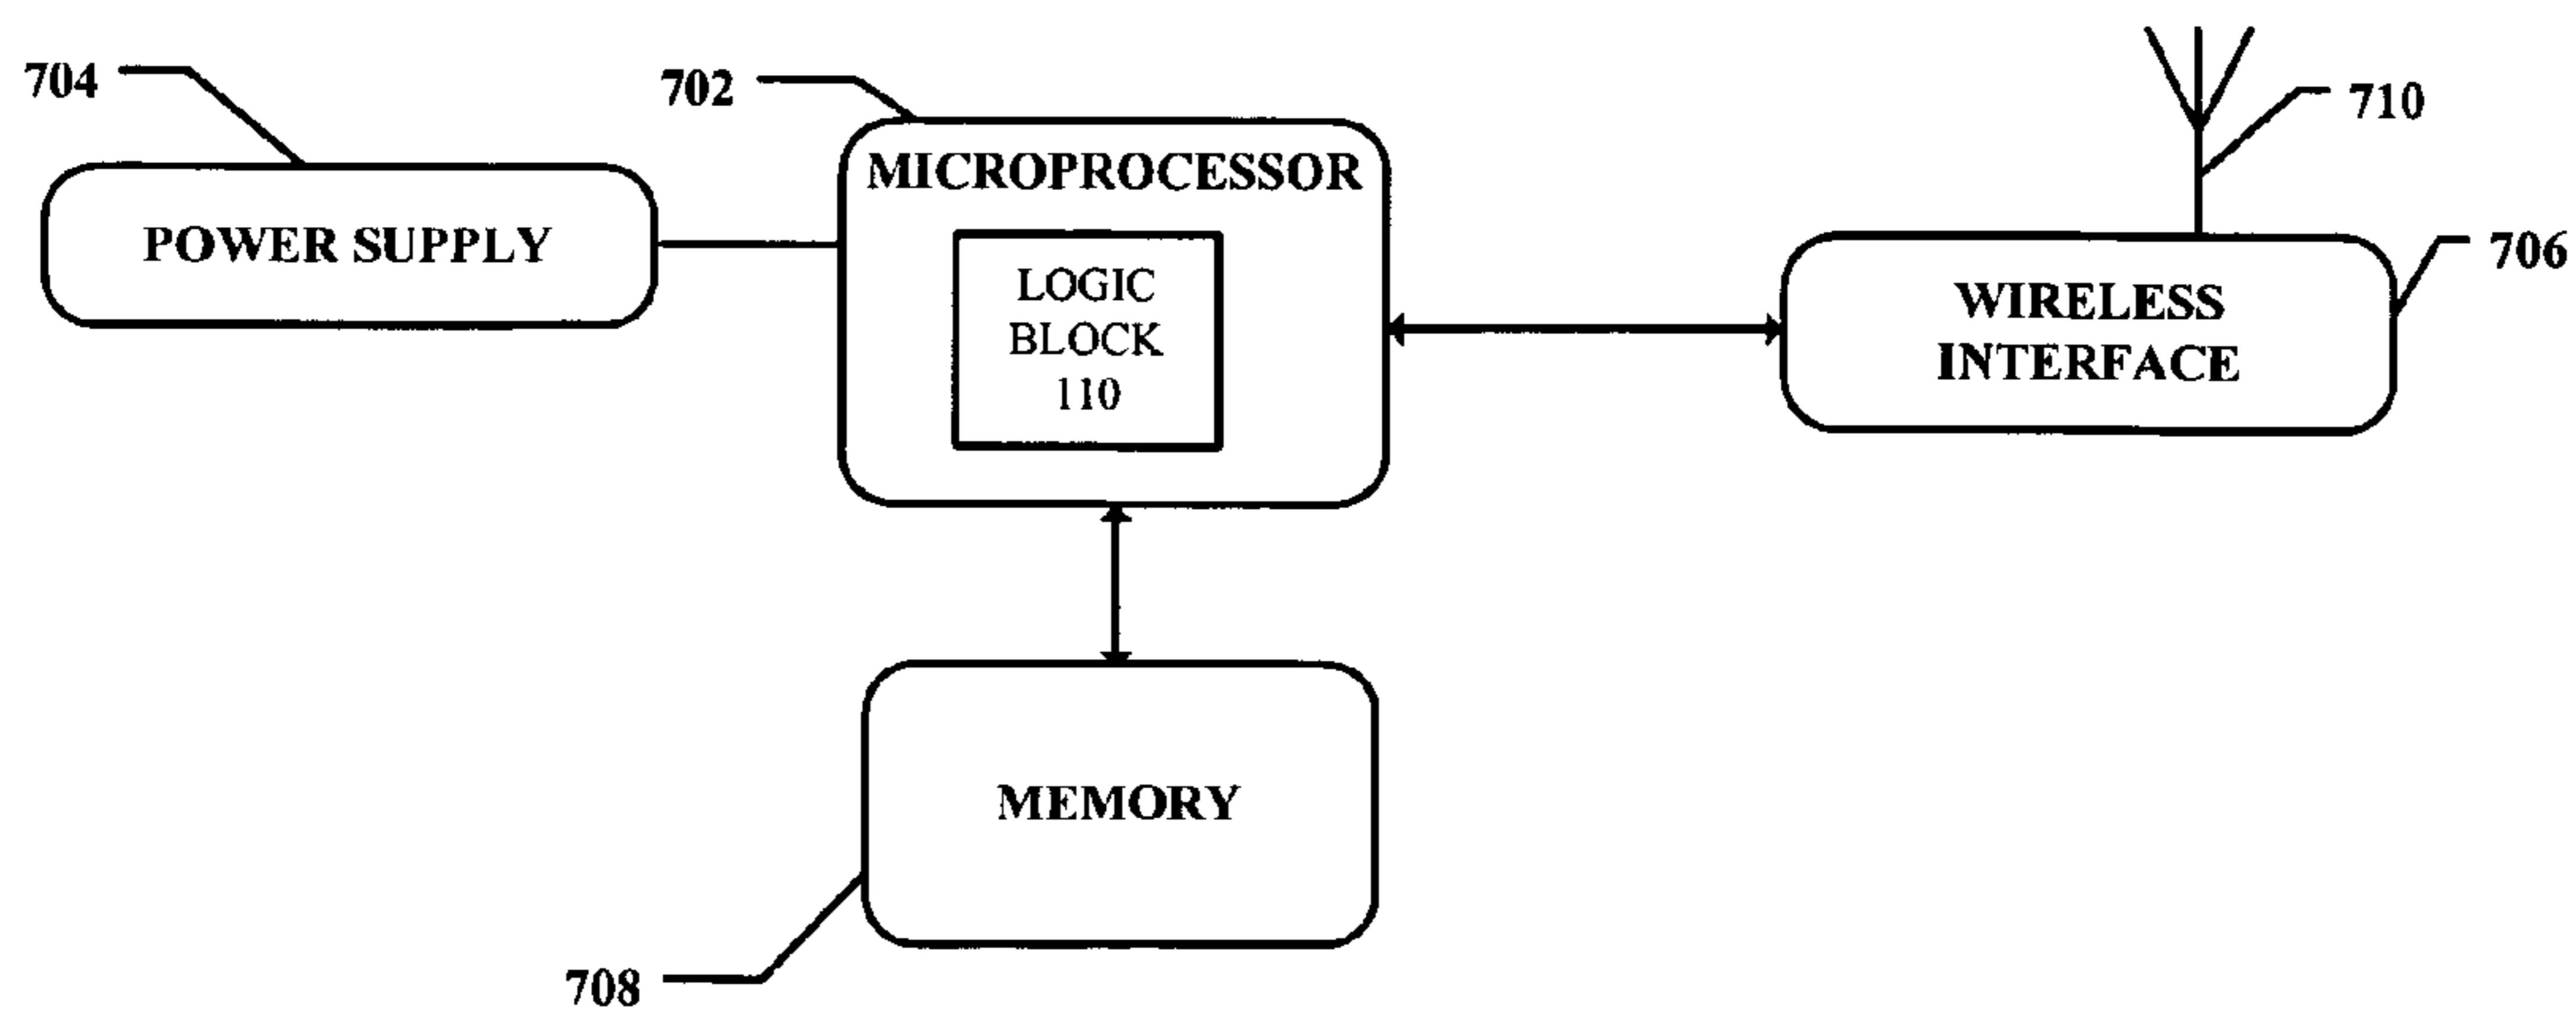 704
702
710
MICROPROCESSOR
POWER SUPPLY
706
LOGIC
BLOCK
110
WIRELESS
INTERFACE
MEMORY
708